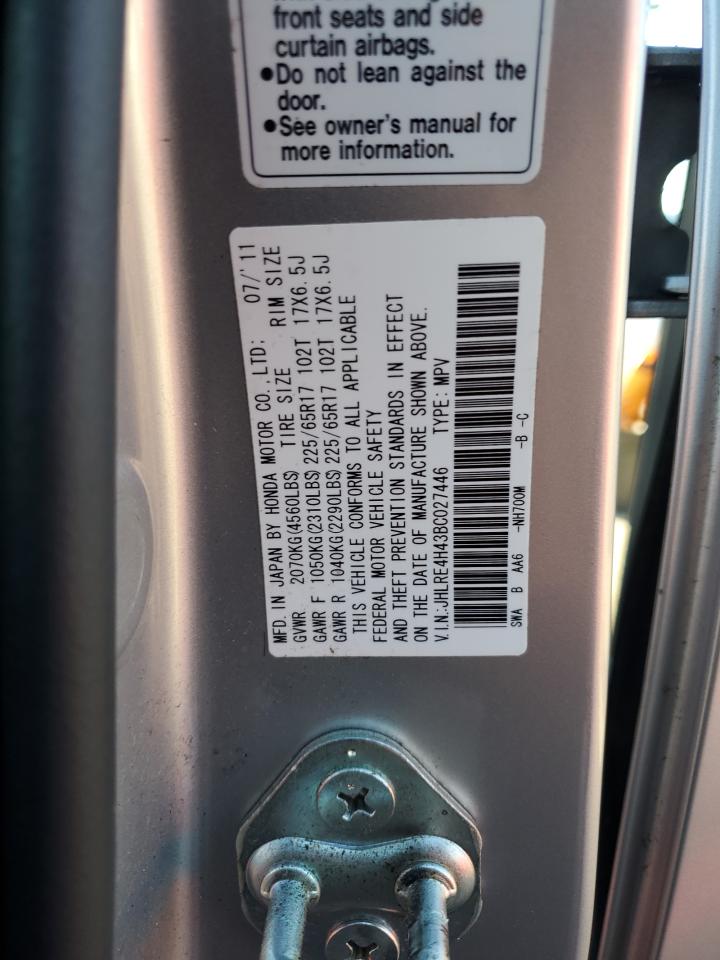 front seats and side
curtain airbags.
●Do not lean against the
door.
●See owner's manual for
more information.
MFD. IN JAPAN BY HONDA MOTOR CO., LTD: 07/'11
GVWR 2070KG(4560LBS) TIRE SIZE RIM SIZE
GAWR F 1050KG(2310LBS) 225/65R17 102T 17X6.5J
GAWR R 1040KG(2290LBS) 225/65R17 102T 17X6.5J
THIS VEHICLE CONFORMS TO ALL APPLICABLE
FEDERAL MOTOR VEHICLE SAFETY
AND THEFT PREVENTION STANDARDS IN EFFECT
ON THE DATE OF MANUFACTURE SHOWN ABOVE.
V.I.N.:JHLRE4H43BC027446 TYPE: MPV
SWA B AA6 -NH700M -B -C